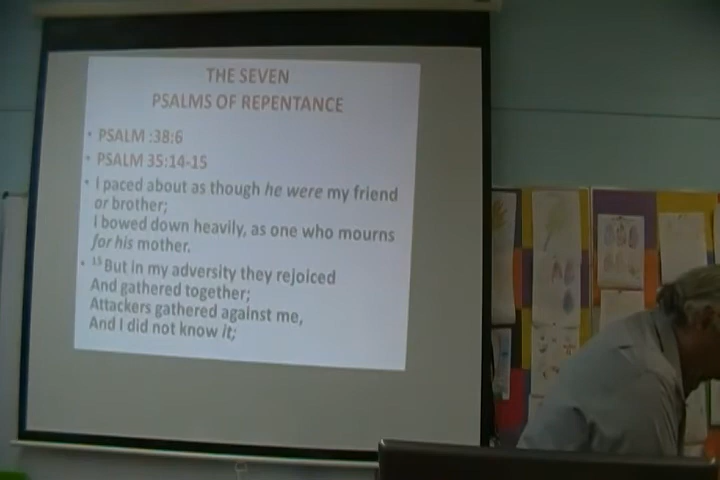 THE SEVEN
PSALMS OF REPENTANCE
• PSALM :38:6
• PSALM 35:14-15
• I paced about as though he were my friend
or brother;
I bowed down heavily, as one who mourns
for his mother.
• 15 But in my adversity they rejoiced
And gathered together;
Attackers gathered against me,
And I did not know it;